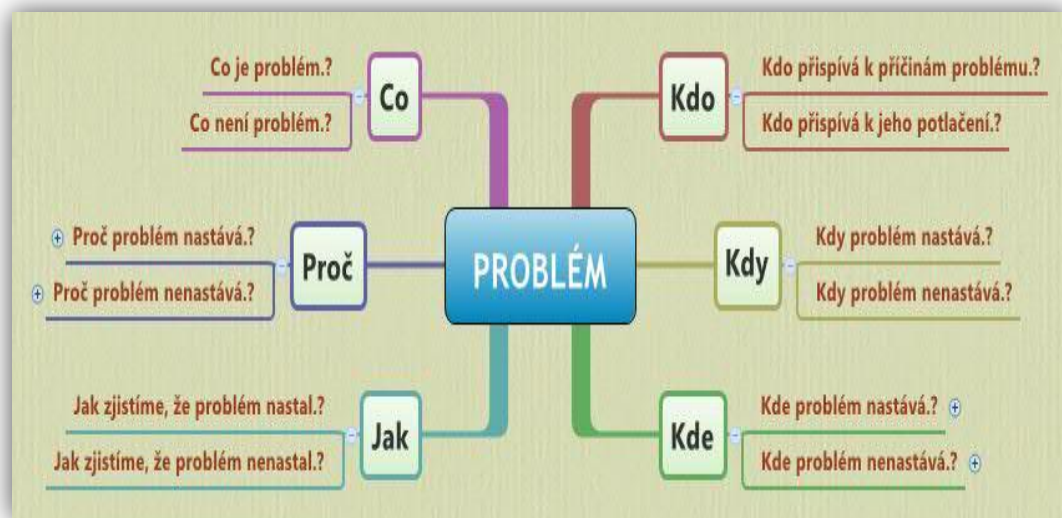 PROBLÉM
Co
Co je problém.?
Co není problém.?
Proč
Proč problém nastává.?
Proč problém nenastává.?
Jak
Jak zjistíme, že problém nastal.?
Jak zjistíme, že problém nenastal.?
Kdo
Kdo přispívá k příčinám problému.?
Kdo přispívá k jeho potlačení.?
Kdy
Kdy problém nastává.?
Kdy problém nenastává.?
Kde
Kde problém nastává.?
Kde problém nenastává.?